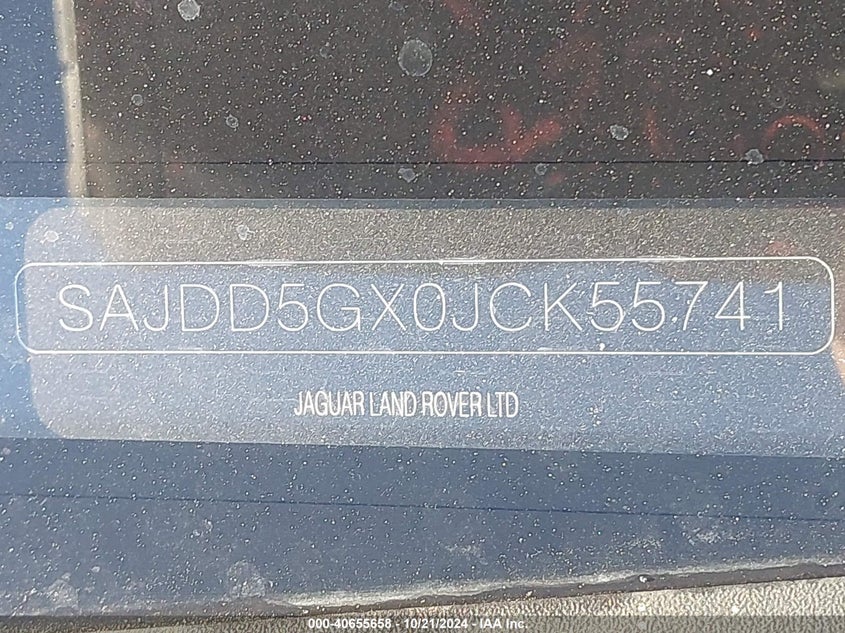 SAJDD5GX0JCK55741
JAGUAR LAND ROVER LTD
000-40655658 - 10/21/2024 - IAA Inc.